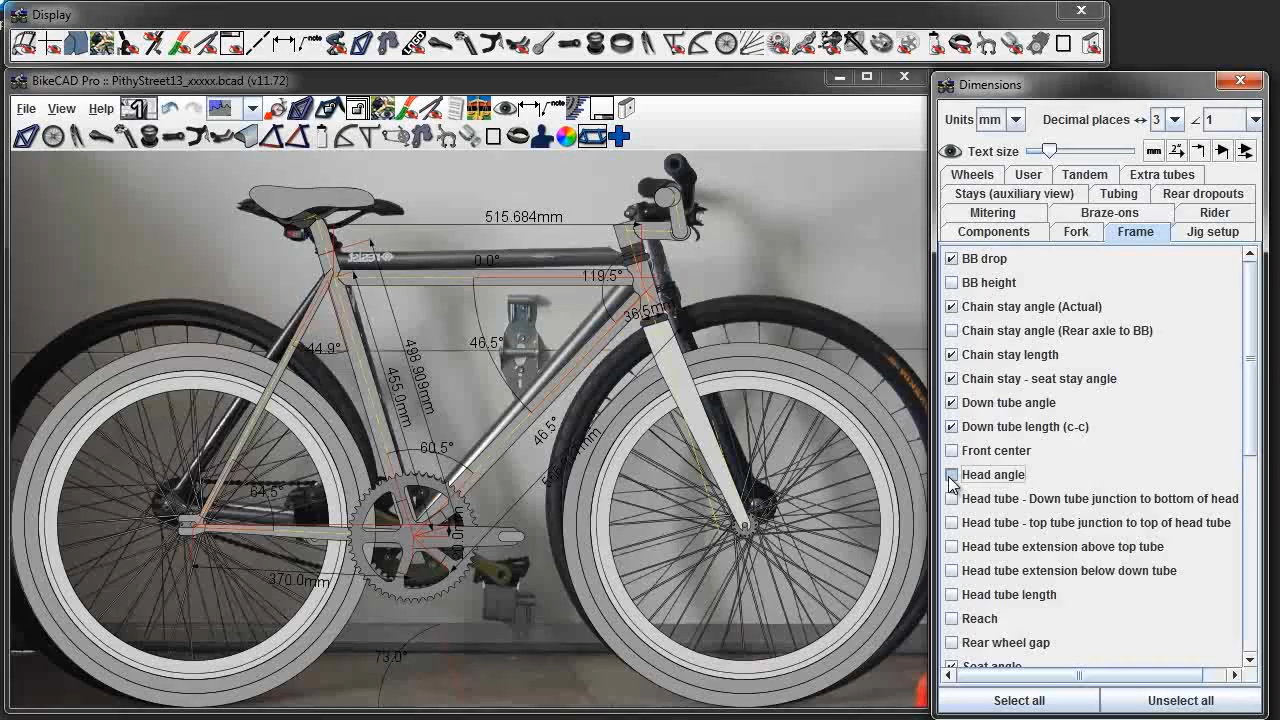 Display
note
LOGO
BikeCAD Pro :: PithyStreet13_xxxxx.bcad (v11.72)
File View Help
note
515.684mm
0.0°
119.5°
36.5mm
44.9°
46.5°
498.909mm
455.0mm
46.5°
60.5°
64.5°
370.0mm
73.0°
Dimensions
Units mm Decimal places 3 1
Text size mm
Wheels User Tandem Extra tubes
Stays (auxiliary view) Tubing Rear dropouts
Mitering Braze-ons Rider
Components Fork Frame Jig setup
BB drop
BB height
Chain stay angle (Actual)
Chain stay angle (Rear axle to BB)
Chain stay length
Chain stay - seat stay angle
Down tube angle
Down tube length (c-c)
Front center
Head angle
Head tube - Down tube junction to bottom of head
Head tube - top tube junction to top of head tube
Head tube extension above top tube
Head tube extension below down tube
Head tube length
Reach
Rear wheel gap
Seat angle
Select all Unselect all